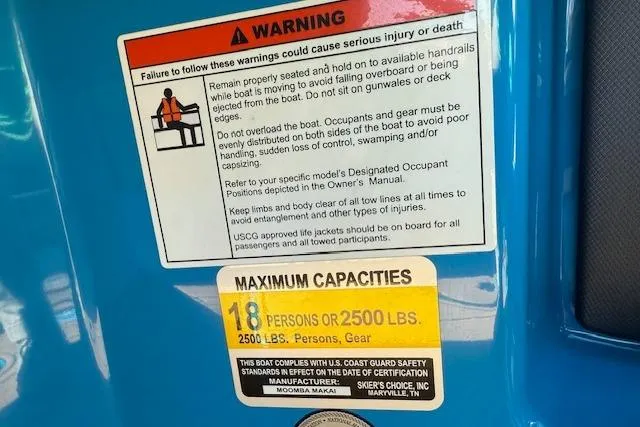 WARNING
Failure to follow these warnings could cause serious injury or death
Remain properly seated and hold on to available handrails
while boat is moving to avoid falling overboard or being
ejected from the boat. Do not sit on gunwales or deck
edges.
Do not overload the boat. Occupants and gear must be
evenly distributed on both sides of the boat to avoid poor
handling, sudden loss of control, swamping and/or
capsizing.
Refer to your specific model's Designated Occupant
Positions depicted in the Owner's Manual.
Keep limbs and body clear of all tow lines at all times to
avoid entanglement and other types of injuries.
USCG approved life jackets should be on board for all
passengers and all towed participants.
MAXIMUM CAPACITIES
18 PERSONS OR 2500 LBS.
2500 LBS. Persons, Gear
THIS BOAT COMPLIES WITH U.S. COAST GUARD SAFETY
STANDARDS IN EFFECT ON THE DATE OF CERTIFICATION
MANUFACTURER: SKIER'S CHOICE, INC
MOOMBA MAKAI MARYVILLE, TN
NATIONAL